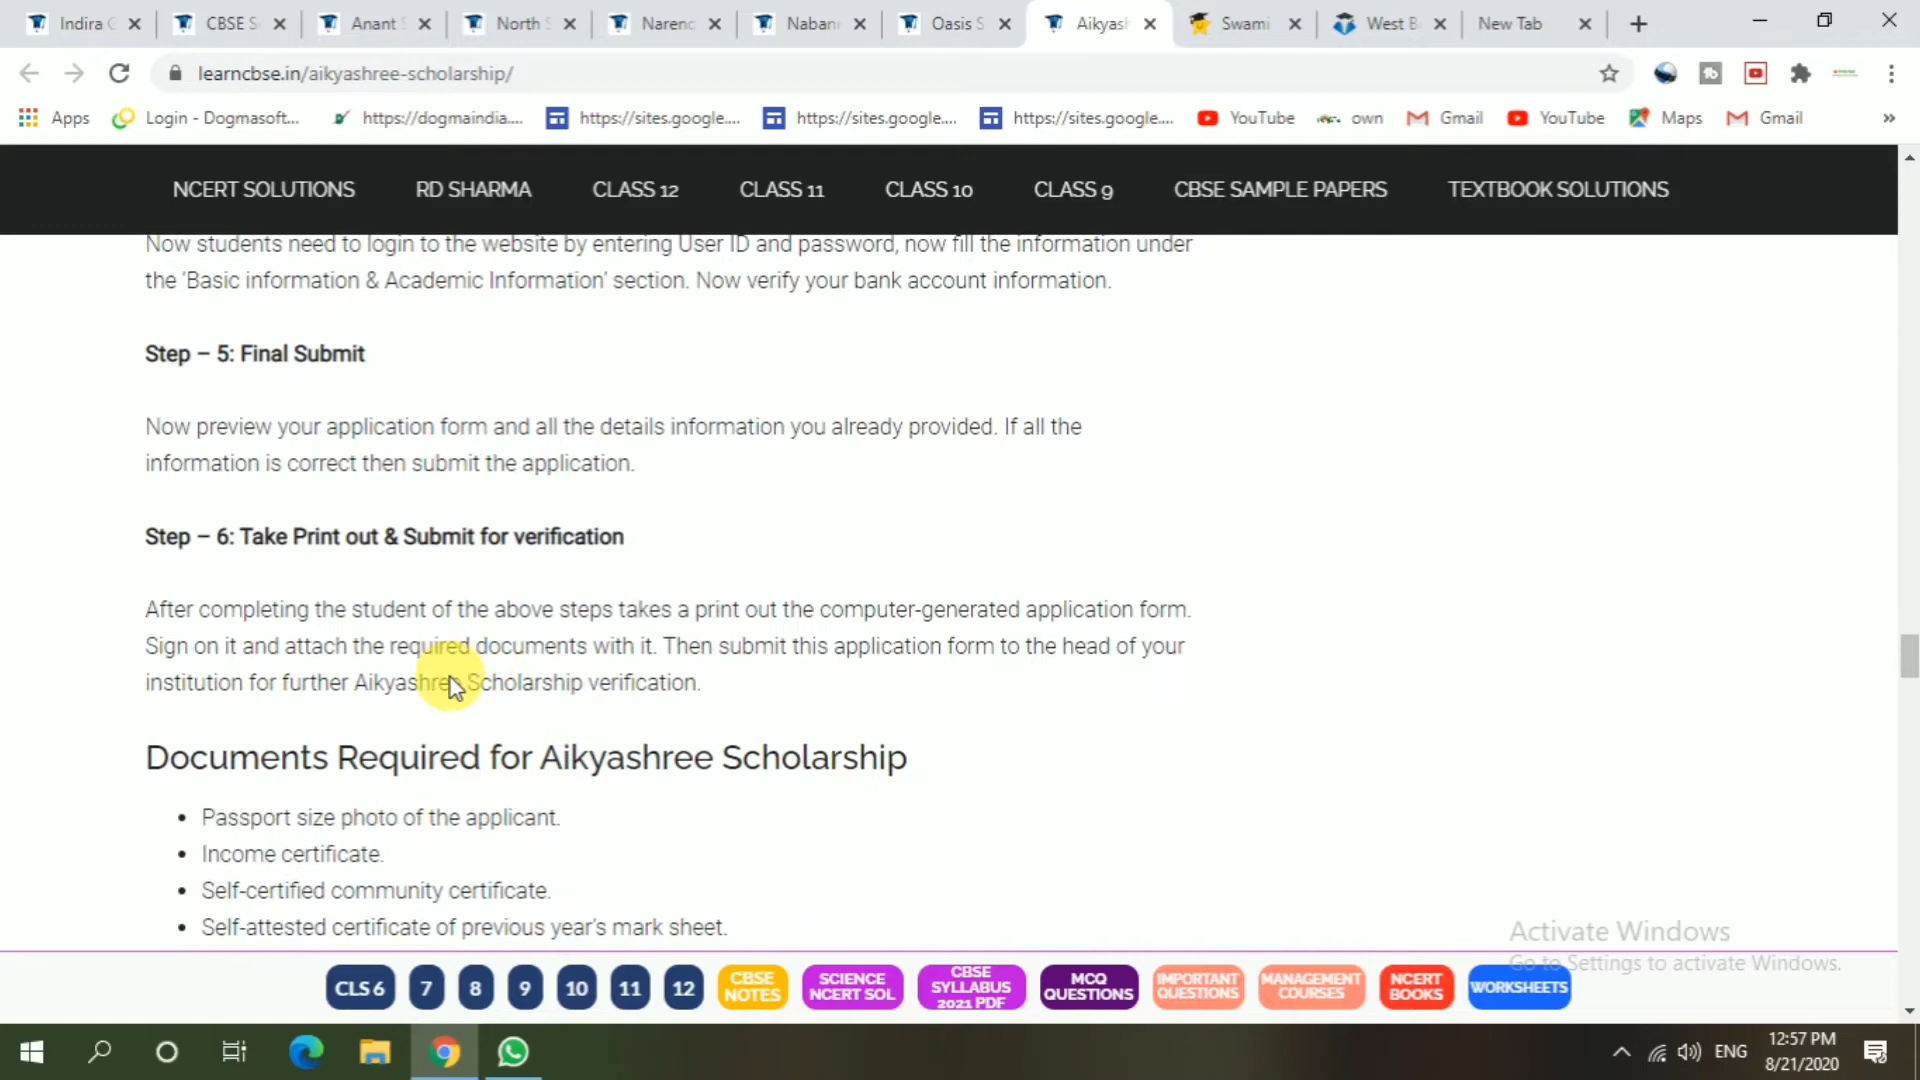 Indira G
CBSE S
Anant S
North S
Naren
Naban
Oasis S
Aikyash
Swami
West B
New Tab
learncbse.in/aikyashree-scholarship/
Apps
Login - Dogmasoft...
https://dogmaindia....
https://sites.google....
https://sites.google....
https://sites.google....
YouTube
own
Gmail
YouTube
Maps
Gmail
»
NCERT SOLUTIONS
RD SHARMA
CLASS 12
CLASS 11
CLASS 10
CLASS 9
CBSE SAMPLE PAPERS
TEXTBOOK SOLUTIONS
Now students need to login to the website by entering User ID and password, now fill the information under
the ‘Basic information & Academic Information’ section. Now verify your bank account information.
Step – 5: Final Submit
Now preview your application form and all the details information you already provided. If all the
information is correct then submit the application.
Step – 6: Take Print out & Submit for verification
After completing the student of the above steps takes a print out the computer-generated application form.
Sign on it and attach the required documents with it. Then submit this application form to the head of your
institution for further Aikyashree Scholarship verification.
Documents Required for Aikyashree Scholarship
• Passport size photo of the applicant.
• Income certificate.
• Self-certified community certificate.
• Self-attested certificate of previous year’s mark sheet.
Activate Windows
Go to Settings to activate Windows.
CLS 6
7
8
9
10
11
12
CBSE
NOTES
SCIENCE
NCERT SOL
CBSE
SYLLABUS
2021 PDF
MCQ
QUESTIONS
IMPORTANT
QUESTIONS
MANAGEMENT
COURSES
NCERT
BOOKS
WORKSHEETS
ENG
12:57 PM
8/21/2020